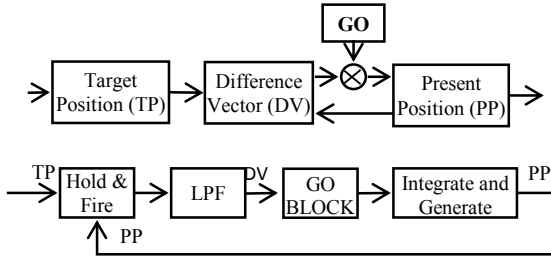 GO
Target
Position (TP)
Difference
Vector (DV)
Present
Position (PP)
TP
Hold &
Fire
LPF
DV
GO
BLOCK
Integrate and
Generate
PP
PP